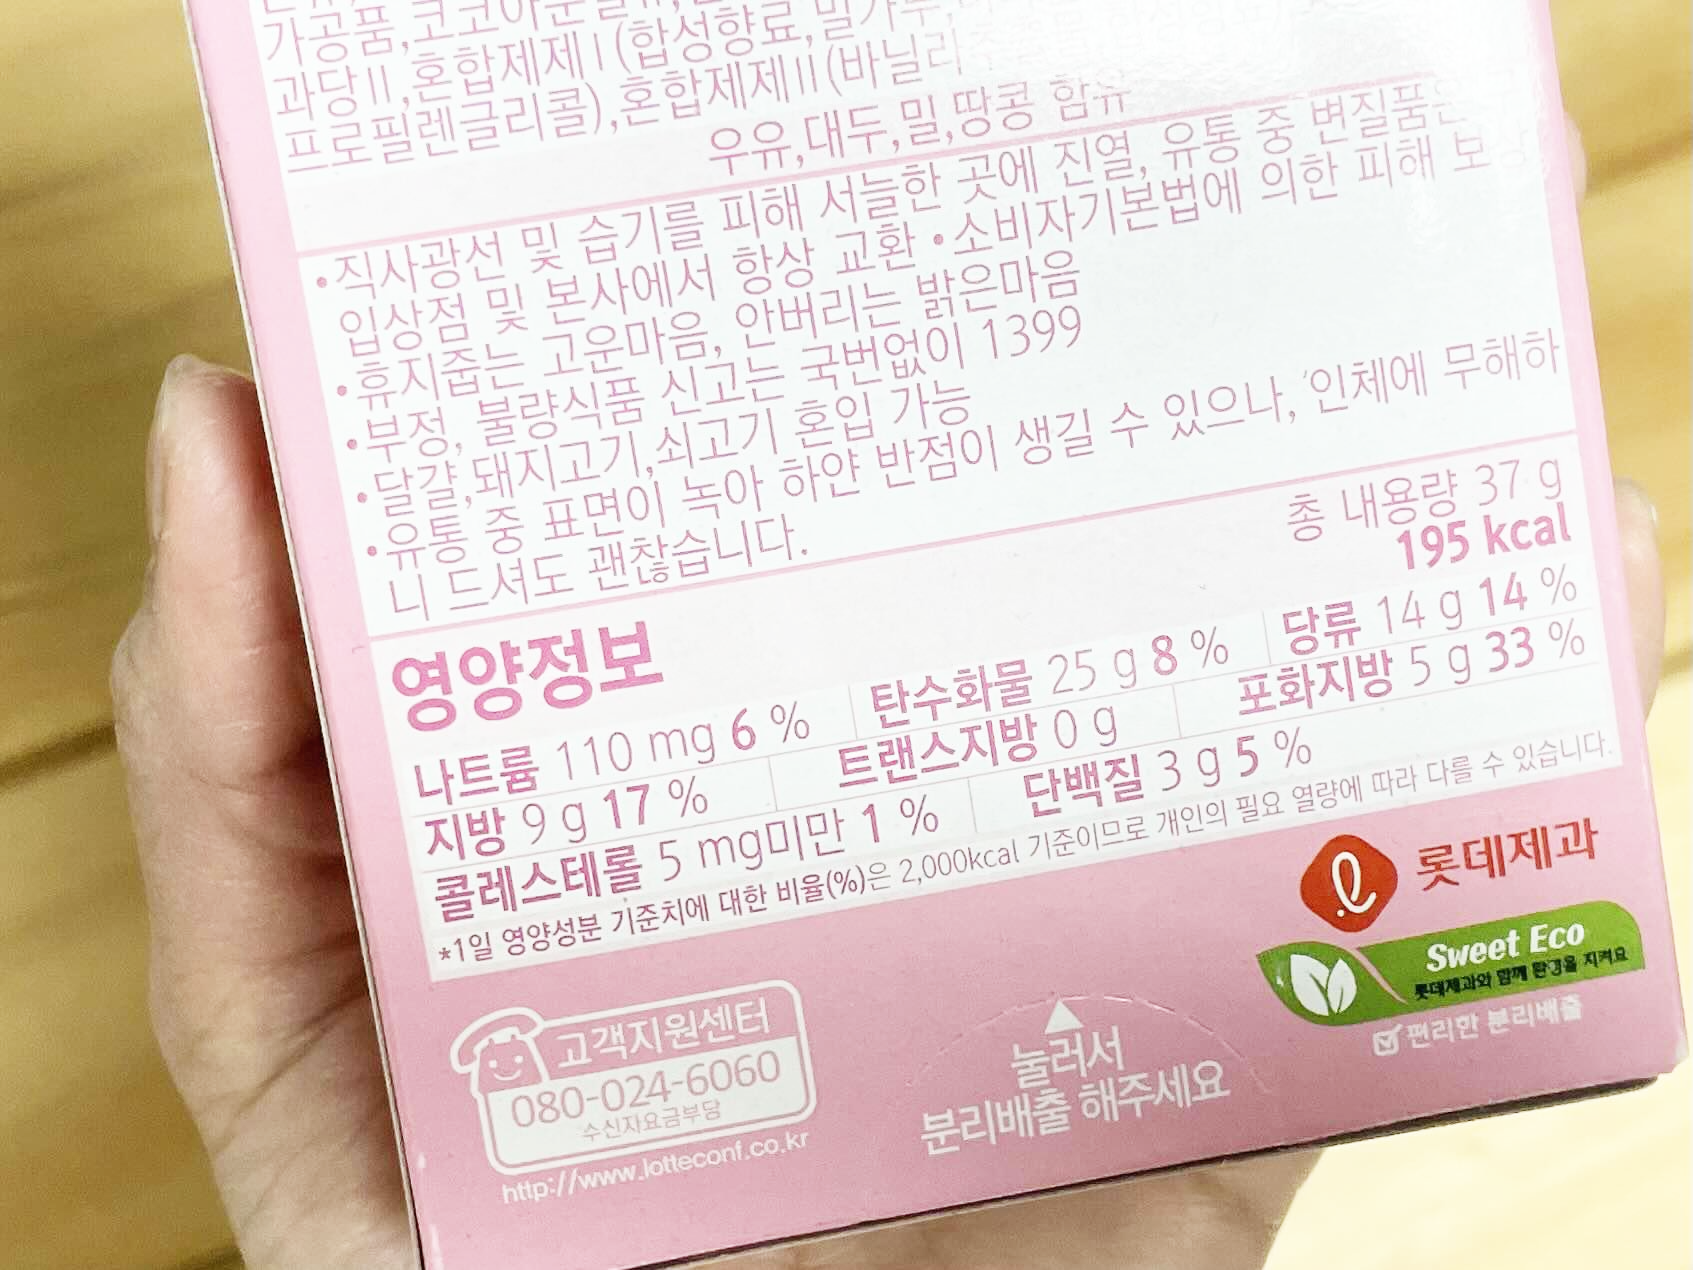 가공품,코코아
과당Ⅱ,혼합제제Ⅰ(합성향료,밀가루,
프로필렌글리콜),혼합제제Ⅱ(바닐라
우유,대두,밀,땅콩 함유
•직사광선 및 습기를 피해 서늘한 곳에 진열, 유통 중 변질품은 구
입상점 및 본사에서 항상 교환 •소비자기본법에 의한 피해 보상
•휴지줍는 고운마음, 안버리는 밝은마음
•부정, 불량식품 신고는 국번없이 1399
•달걀,돼지고기,쇠고기 혼입 가능
•유통 중 표면이 녹아 하얀 반점이 생길 수 있으나, 인체에 무해하
니 드셔도 괜찮습니다.
영양정보
총 내용량 37 g
195 kcal
나트륨 110 mg 6 % 탄수화물 25 g 8 % 당류 14 g 14 %
지방 9 g 17 % 트랜스지방 0 g 포화지방 5 g 33 %
콜레스테롤 5 mg미만 1 % 단백질 3 g 5 %
*1일 영양성분 기준치에 대한 비율(%)은 2,000kcal 기준이므로 개인의 필요 열량에 따라 다를 수 있습니다.
롯데제과
Sweet Eco
롯데제과와 함께 환경을 지켜요
편리한 분리배출
고객지원센터
080-024-6060
수신자요금부담
http://www.lotteconf.co.kr
눌러서
분리배출 해주세요